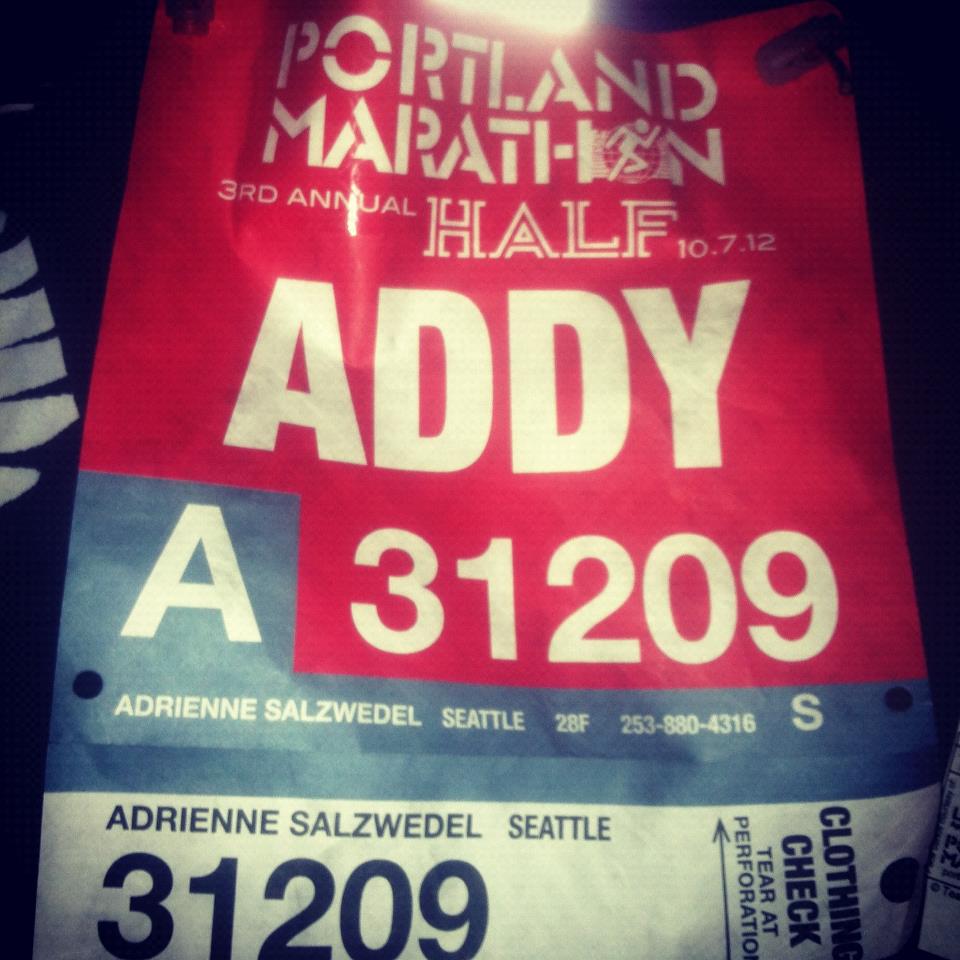 PORTLAND
MARATHON
3RD ANNUAL HALF 10.7.12
ADDY
A 31209
ADRIENNE SALZWEDEL SEATTLE 28F 253-880-4316 S
ADRIENNE SALZWEDEL SEATTLE
31209
CLOTHING
CHECK
TEAR AT
PERFORATION